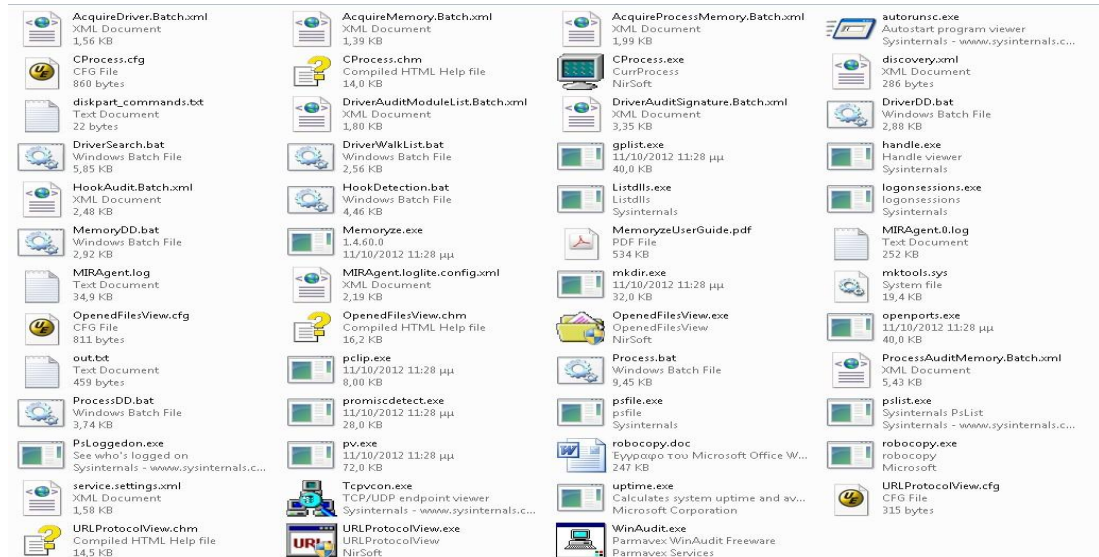 AcquireDriver.Batch.xml
XML Document
1,56 KB
AcquireMemory.Batch.xml
XML Document
1,39 KB
AcquireProcessMemory.Batch.xml
XML Document
1,99 KB
autorunsc.exe
Autostart program viewer
Sysinternals - www.sysinternals.c...
CProcess.cfg
CFG File
860 bytes
CProcess.chm
Compiled HTML Help file
14,0 KB
CProcess.exe
CurrProcess
NirSoft
discovery.xml
XML Document
286 bytes
diskpart_commands.txt
Text Document
22 bytes
DriverAuditModuleList.Batch.xml
XML Document
1,80 KB
DriverAuditSignature.Batch.xml
XML Document
3,35 KB
DriverDD.bat
Windows Batch File
2,88 KB
DriverSearch.bat
Windows Batch File
5,85 KB
DriverWalkList.bat
Windows Batch File
2,56 KB
gplist.exe
11/10/2012 11:28 μμ
40,0 KB
handle.exe
Handle viewer
Sysinternals
HookAudit.Batch.xml
XML Document
2,48 KB
HookDetection.bat
Windows Batch File
4,46 KB
Listdlls.exe
Listdlls
Sysinternals
logonsessions.exe
logonsessions
Sysinternals
MemoryDD.bat
Windows Batch File
2,92 KB
Memoryze.exe
1.4.60.0
11/10/2012 11:28 μμ
MemoryzeUserGuide.pdf
PDF File
534 KB
MIRAgent.0.log
Text Document
252 KB
MIRAgent.log
Text Document
34,9 KB
MIRAgent.loglite.config.xml
XML Document
2,19 KB
mkdir.exe
11/10/2012 11:28 μμ
32,0 KB
mktools.sys
System file
19,4 KB
OpenedFilesView.cfg
CFG File
811 bytes
OpenedFilesView.chm
Compiled HTML Help file
16,2 KB
OpenedFilesView.exe
OpenedFilesView
NirSoft
openports.exe
11/10/2012 11:28 μμ
40,0 KB
out.txt
Text Document
459 bytes
pclip.exe
11/10/2012 11:28 μμ
8,00 KB
Process.bat
Windows Batch File
9,45 KB
ProcessAuditMemory.Batch.xml
XML Document
5,43 KB
ProcessDD.bat
Windows Batch File
3,74 KB
promiscdetect.exe
11/10/2012 11:28 μμ
28,0 KB
psfile.exe
psfile
Sysinternals
pslist.exe
Sysinternals PsList
Sysinternals - www.sysinternals.c...
PsLoggedon.exe
See who's logged on
Sysinternals - www.sysinternals.c...
pv.exe
11/10/2012 11:28 μμ
72,0 KB
robocopy.doc
Έγγραφο του Microsoft Office W...
247 KB
robocopy.exe
robocopy
Microsoft
service.settings.xml
XML Document
1,58 KB
Tcpvcon.exe
TCP/UDP endpoint viewer
Sysinternals - www.sysinternals.c...
uptime.exe
Calculates system uptime and av...
Microsoft Corporation
URLProtocolView.cfg
CFG File
315 bytes
URLProtocolView.chm
Compiled HTML Help file
14,5 KB
URLProtocolView.exe
URLProtocolView
NirSoft
WinAudit.exe
Parmavex WinAudit Freeware
Parmavex Services